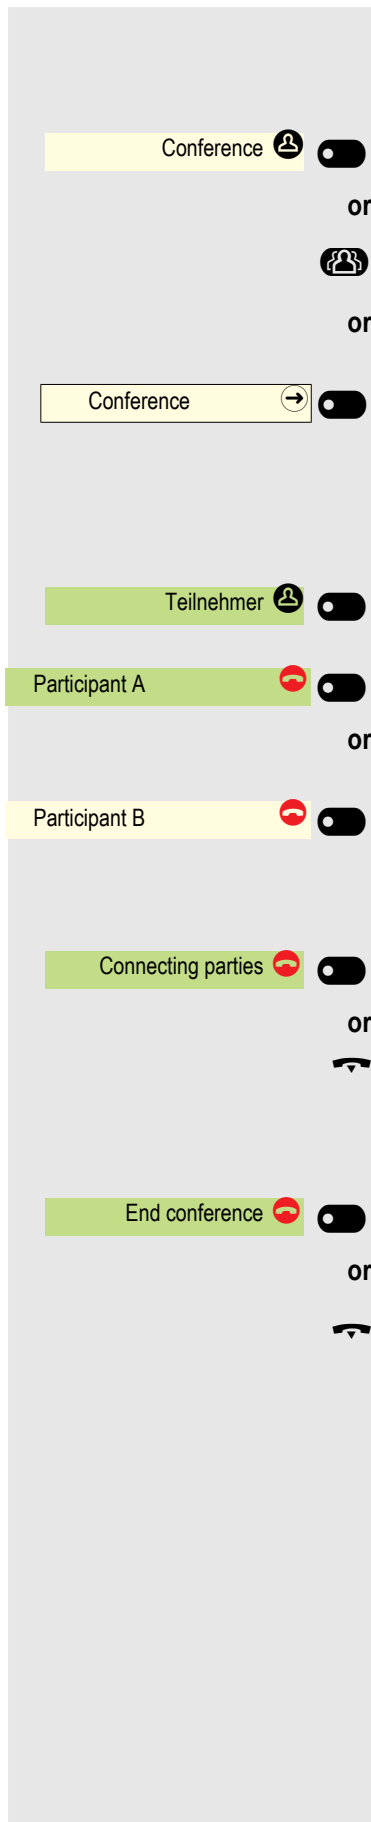 Conference
or
or
Conference
Teilnehmer
Participant A
or
Participant B
Connecting parties
or
End conference
or